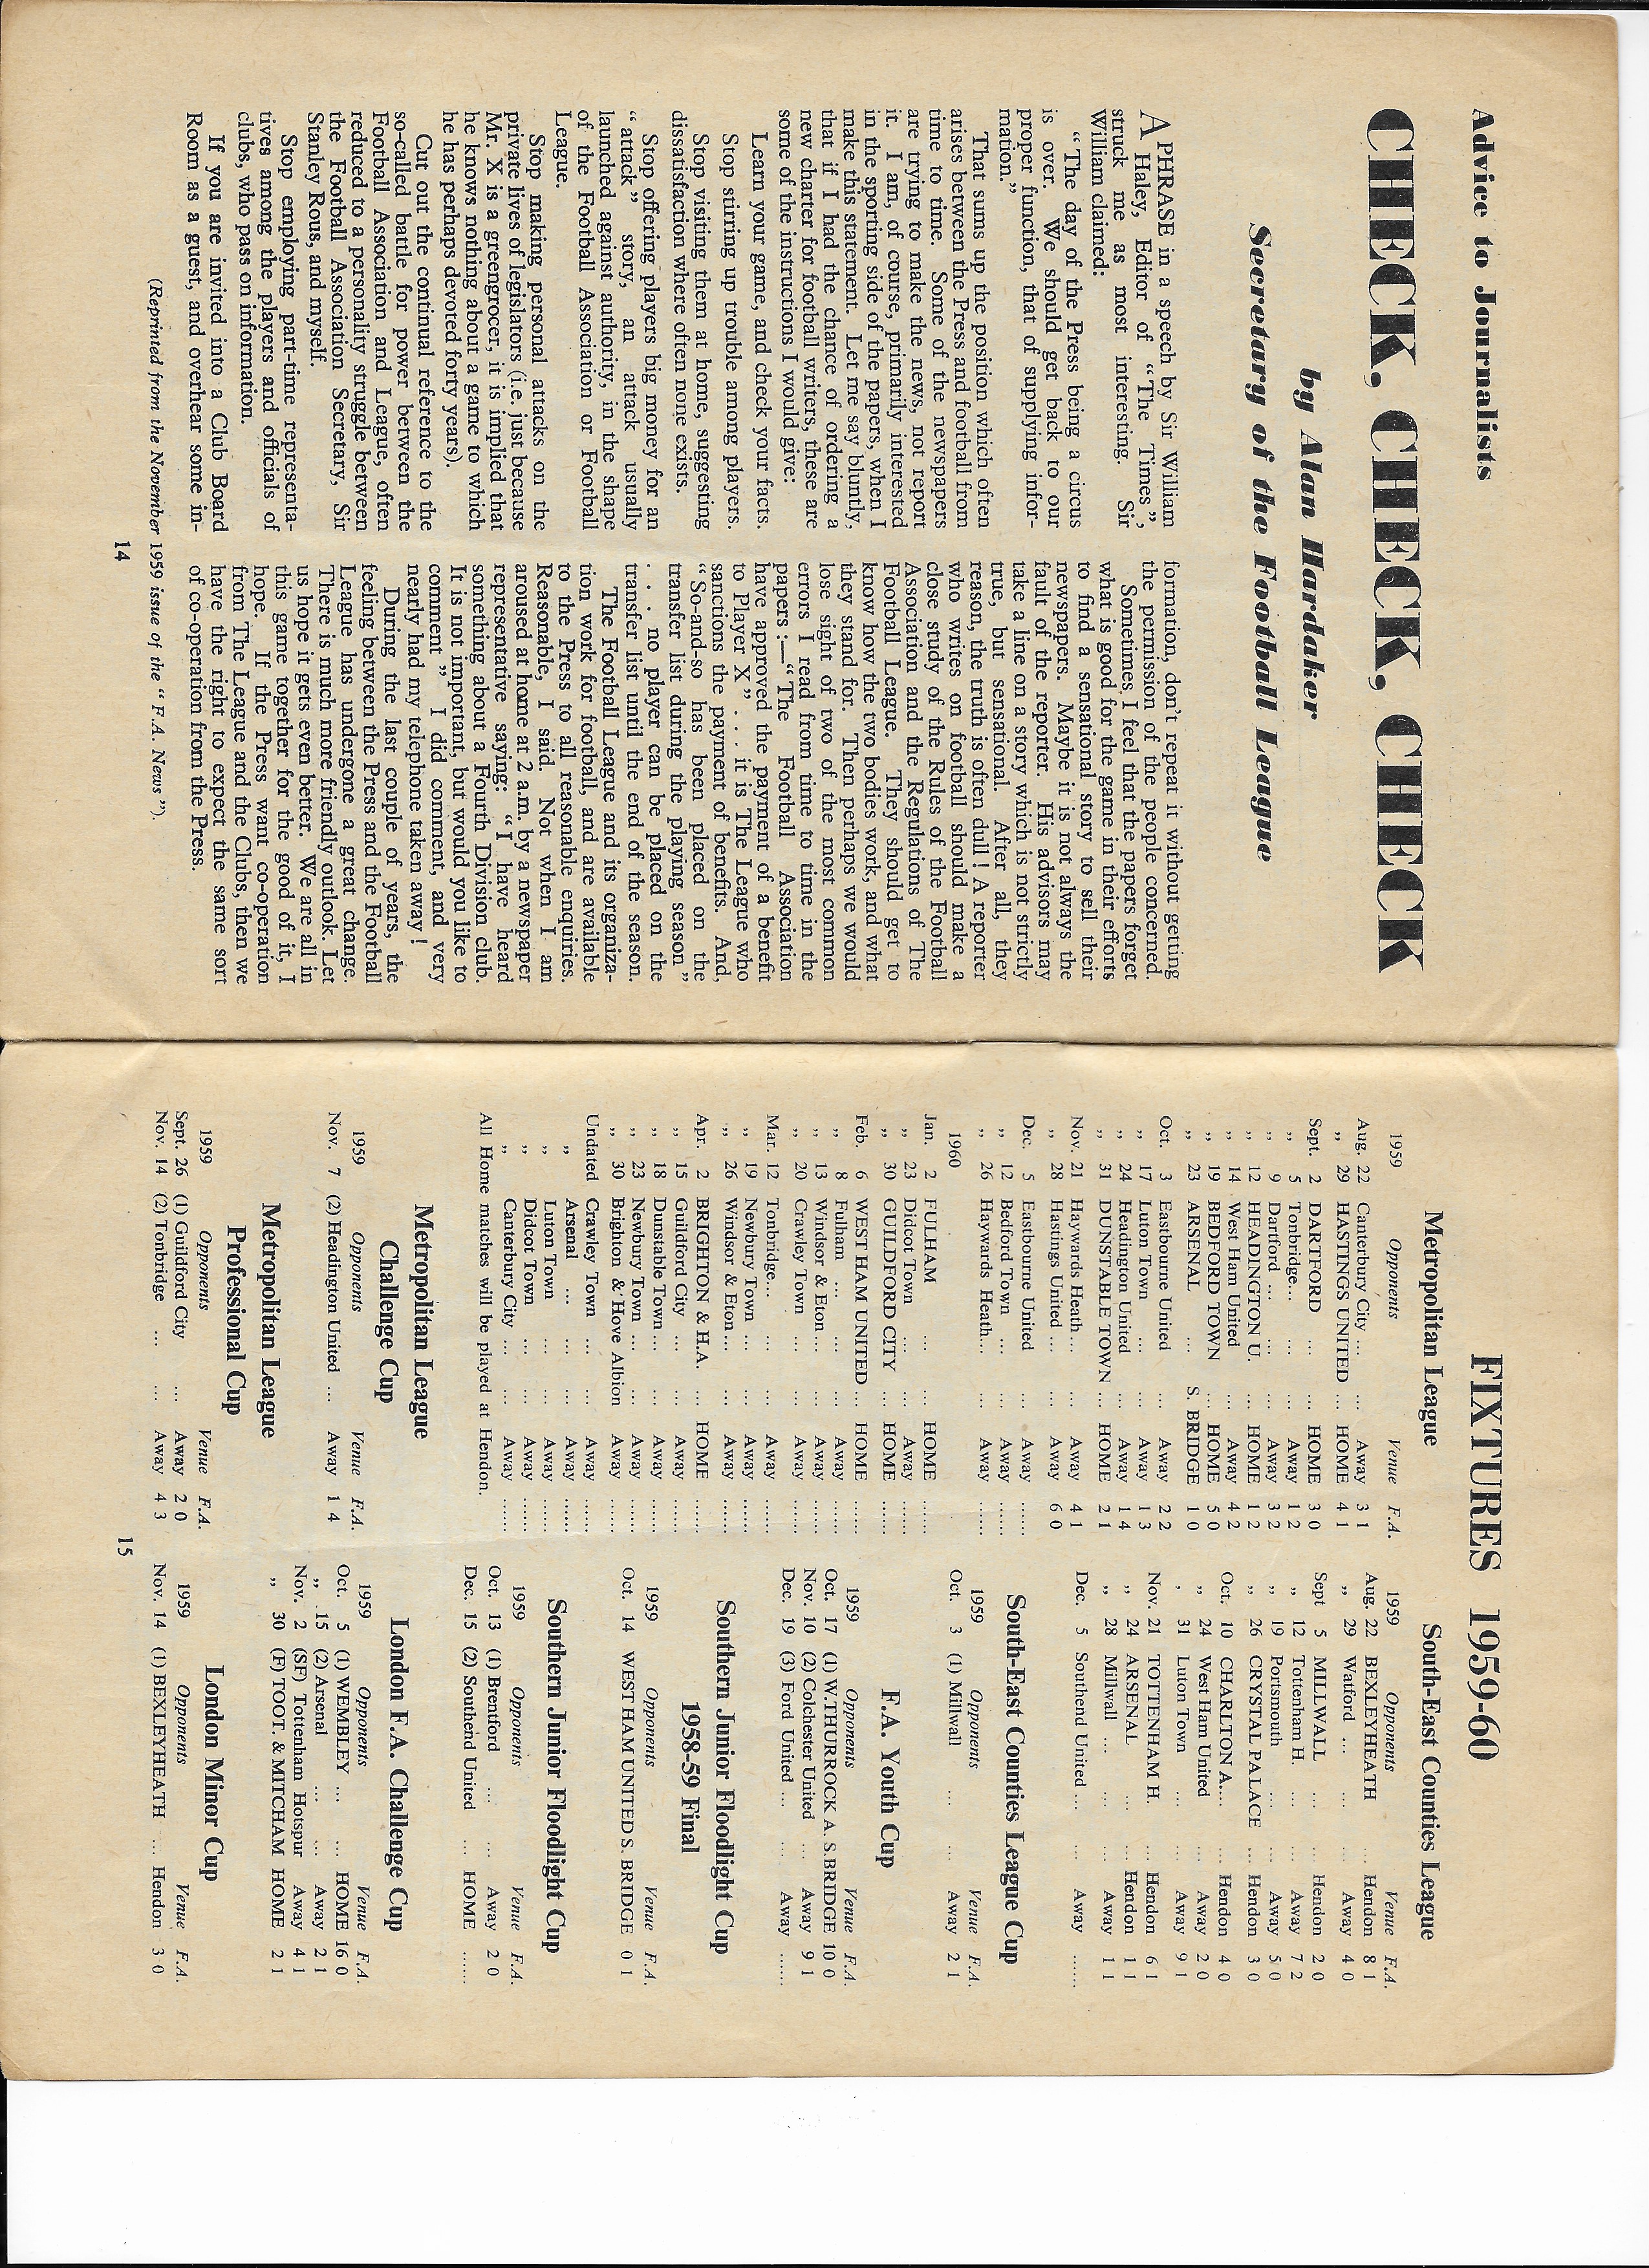 Advice to Journalists
CHECK, CHECK, CHECK
by Alan Hardaker
Secretary of the Football League
A PHRASE in a speech by Sir William
Haley, Editor of “The Times”,
struck me as most interesting. Sir
William claimed:
“The day of the Press being a circus
is over. We should get back to our
proper function, that of supplying infor-
mation.”
That sums up the position which often
arises between the Press and football from
time to time. Some of the newspapers
are trying to make the news, not report
it. I am, of course, primarily interested
in the sporting side of the papers, when I
make this statement. Let me say bluntly,
that if I had the chance of ordering a
new charter for football writers, these are
some of the instructions I would give:
Learn your game, and check your facts.
Stop stirring up trouble among players.
Stop visiting them at home, suggesting
dissatisfaction where often none exists.
Stop offering players big money for an
“attack” story, an attack usually
launched against authority, in the shape
of the Football Association or Football
League.
Stop making personal attacks on the
private lives of legislators (i.e. just because
Mr. X is a greengrocer, it is implied that
he knows nothing about a game to which
he has perhaps devoted forty years).
Cut out the continual reference to the
so-called battle for power between the
Football Association and League, often
reduced to a personality struggle between
the Football Association Secretary, Sir
Stanley Rous, and myself.
Stop employing part-time representa-
tives among the players and officials of
clubs, who pass on information.
If you are invited into a Club Board
Room as a guest, and overhear some in-
formation, don't repeat it without getting
the permission of the people concerned.
Sometimes I feel that the papers forget
what is good for the game in their efforts
to find a sensational story to sell their
newspapers. Maybe it is not always the
fault of the reporter. His advisors may
take a line on a story which is not strictly
true, but sensational. After all, they
reason, the truth is often dull! A reporter
who writes on football should make a
close study of the Rules of the Football
Association and the Regulations of The
Football League. They should get to
know how the two bodies work, and what
they stand for. Then perhaps we would
lose sight of two of the most common
errors I read from time to time in the
papers :—“The Football Association
have approved the payment of a benefit
to Player X” . . . it is The League who
sanctions the payment of benefits. And,
“So-and-so has been placed on the
transfer list during the playing season”
. . . no player can be placed on the
transfer list until the end of the season.
The Football League and its organiza-
tion work for football, and are available
to the Press to all reasonable enquiries.
Reasonable, I said. Not when I am
aroused at home at 2 a.m. by a newspaper
representative saying: “I have heard
something about a Fourth Division club.
It is not important, but would you like to
comment” I did comment, and very
nearly had my telephone taken away!
During the last couple of years, the
feeling between the Press and the Football
League has undergone a great change.
There is much more friendly outlook. Let
us hope it gets even better. We are all in
this game together for the good of it, I
hope. If the Press want co-operation
from The League and the Clubs, then we
have the right to expect the same sort
of co-operation from the Press.
(Reprinted from the November 1959 issue of the “F.A. News”).
14
FIXTURES 1959-60
Metropolitan League
1959 Opponents Venue F.A.
Aug. 22 Canterbury City ... ... Away 3 1
„ 29 HASTINGS UNITED ... HOME 4 1
Sept. 2 DARTFORD ... ... HOME 3 0
„ 5 Tonbridge... ... ... Away 1 2
„ 9 Dartford ... ... ... Away 3 2
„ 12 HEADINGTON U. ... HOME 1 2
„ 14 West Ham United ... Away 4 2
„ 19 BEDFORD TOWN ... HOME 5 0
„ 23 ARSENAL ... S. BRIDGE 1 0
Oct. 3 Eastbourne United ... Away 2 2
„ 17 Luton Town ... ... Away 1 3
„ 24 Headington United ... Away 1 4
„ 31 DUNSTABLE TOWN ... HOME 2 1
Nov. 21 Haywards Heath ... ... Away 4 1
„ 28 Hastings United ... ... Away 6 0
Dec. 5 Eastbourne United ... Away ......
„ 12 Bedford Town ... ... Away ......
„ 26 Haywards Heath... ... Away ......
1960
Jan. 2 FULHAM ... ... HOME ......
„ 23 Didcot Town ... ... Away ......
„ 30 GUILDFORD CITY ... HOME ......
Feb. 6 WEST HAM UNITED ... HOME ......
„ 8 Fulham ... ... ... Away ......
„ 13 Windsor & Eton ... ... Away ......
„ 20 Crawley Town ... ... Away ......
Mar. 12 Tonbridge... ... ... Away ......
„ 19 Newbury Town ... ... Away ......
„ 26 Windsor & Eton ... ... Away ......
Apr. 2 BRIGHTON & H.A. ... HOME ......
„ 15 Guildford City ... ... Away ......
„ 18 Dunstable Town ... ... Away ......
„ 23 Newbury Town ... ... Away ......
„ 30 Brighton & Hove Albion Away ......
Undated Crawley Town ... ... Away ......
„ Arsenal ... ... ... Away ......
„ Luton Town ... ... Away ......
„ Didcot Town ... ... Away ......
„ Canterbury City ... ... Away ......
All Home matches will be played at Hendon.
Metropolitan League
Challenge Cup
1959 Opponents Venue F.A.
Nov. 7 (2) Headington United ... Away 1 4
Metropolitan League
Professional Cup
1959 Opponents Venue F.A.
Sept. 26 (1) Guildford City ... Away 2 0
Nov. 14 (2) Tonbridge ... ... Away 4 3
South-East Counties League
1959 Opponents Venue F.A.
Aug. 22 BEXLEYHEATH ... Hendon 8 1
„ 29 Watford ... ... Away 4 0
Sept 5 MILLWALL ... Hendon 2 0
„ 12 Tottenham H. ... Away 7 2
„ 19 Portsmouth ... ... Away 5 0
„ 26 CRYSTAL PALACE ... Hendon 3 0
Oct. 10 CHARLTON A.... ... Hendon 4 0
„ 24 West Ham United ... Away 2 0
, 31 Luton Town ... ... Away 9 1
Nov. 21 TOTTENHAM H. ... Hendon 6 1
„ 24 ARSENAL ... ... Hendon 1 1
„ 28 Millwall ... ... Away 1 1
Dec. 5 Southend United ... ... Away ......
South-East Counties League Cup
1959 Opponents Venue F.A.
Oct. 3 (1) Millwall ... ... Away 2 1
F.A. Youth Cup
1959 Opponents Venue F.A.
Oct. 17 (1) W. THURROCK A. S. BRIDGE 10 0
Nov. 10 (2) Colchester United ... Away 9 1
Dec. 19 (3) Ford United ... ... Away ......
Southern Junior Floodlight Cup
1958-59 Final
1959 Opponents Venue F.A.
Oct. 14 WEST HAM UNITED S. BRIDGE 0 1
Southern Junior Floodlight Cup
1959 Opponents Venue F.A.
Oct. 13 (1) Brentford ... ... Away 2 0
Dec. 15 (2) Southend United ... HOME ......
London F.A. Challenge Cup
1959 Opponents Venue F.A.
Oct. 5 (1) WEMBLEY ... ... HOME 16 0
„ 15 (2) Arsenal ... ... Away 2 1
Nov. 2 (SF) Tottenham Hotspur Away 4 1
„ 30 (F) TOOT. & MITCHAM HOME 2 1
London Minor Cup
1959 Opponents Venue F.A.
Nov. 14 (1) BEXLEYHEATH ... Hendon 3 0
15